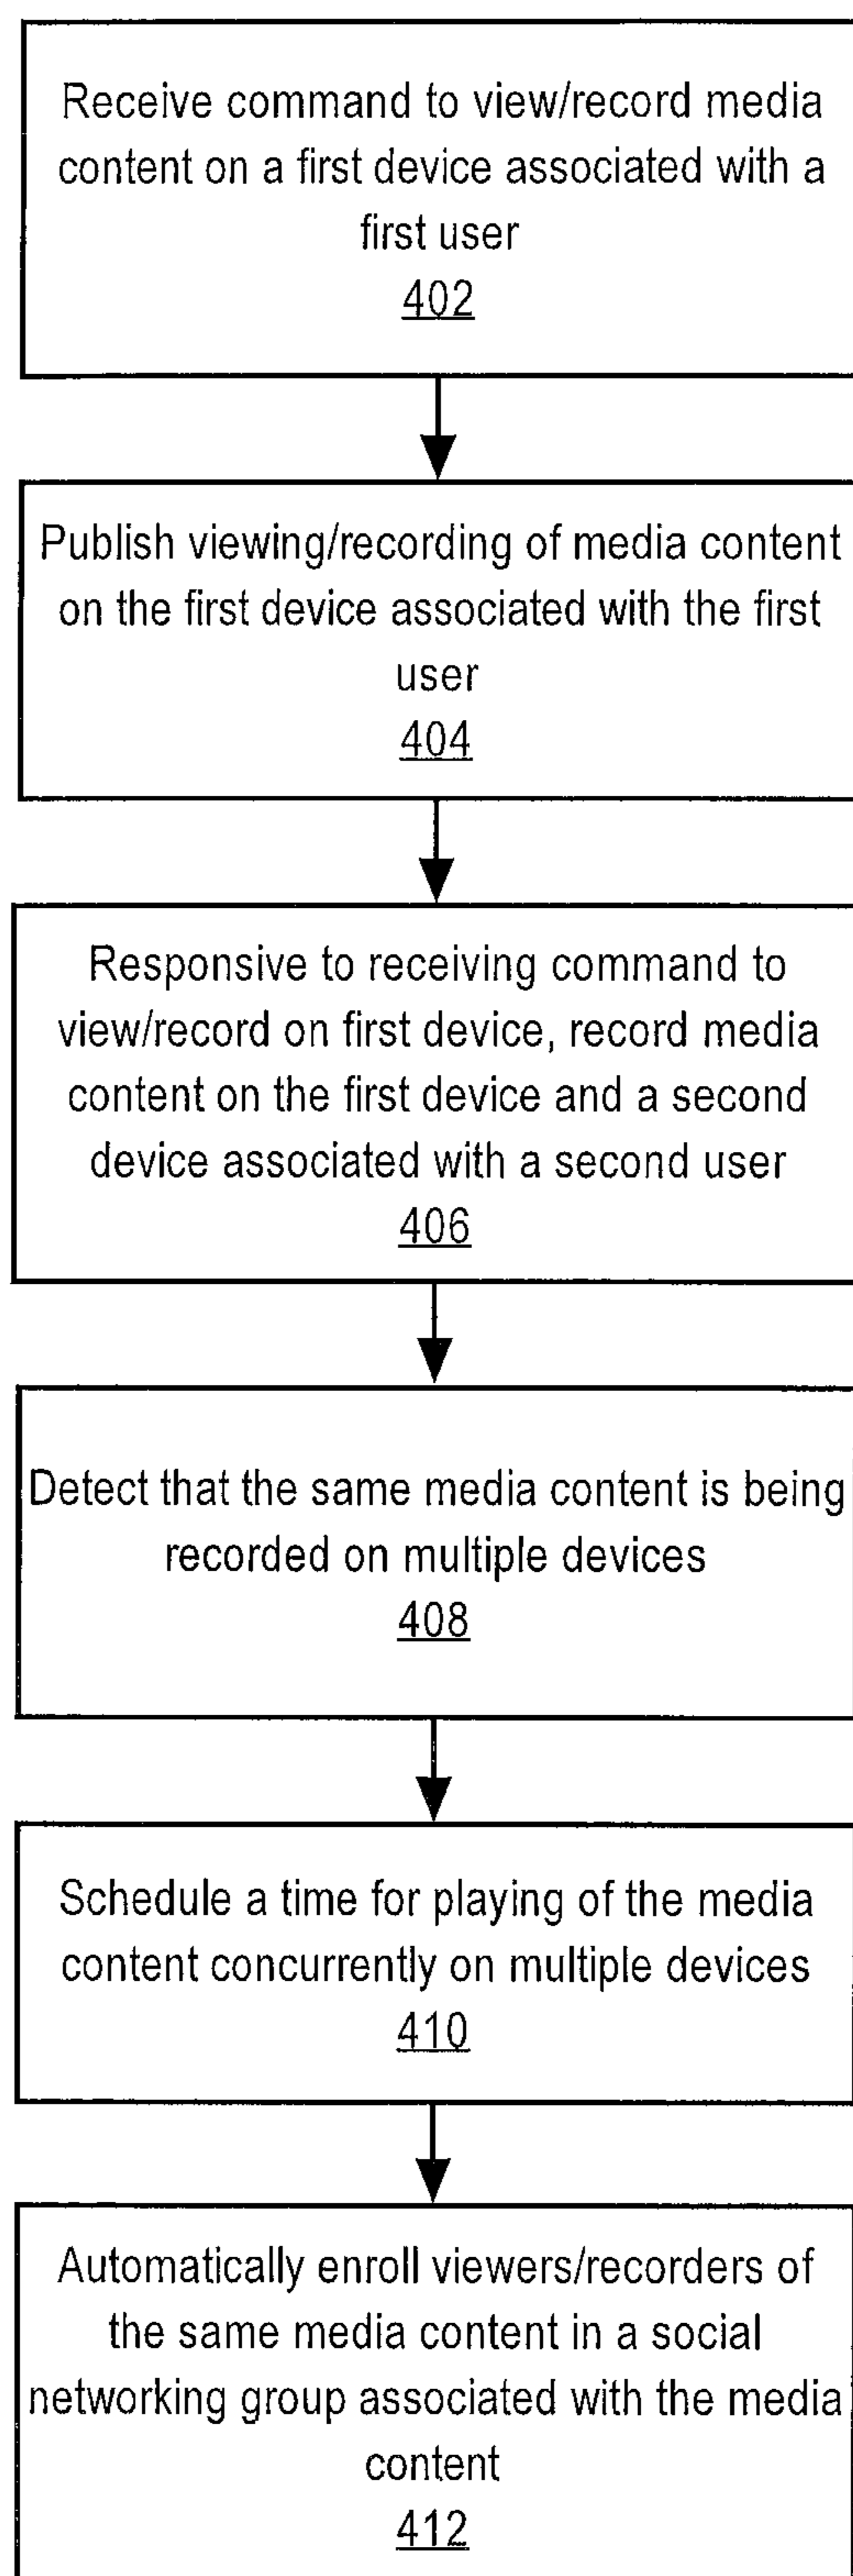 Receive command to view/record media
content on a first device associated with a
first user
402
Publish viewing/recording of media content
on the first device associated with the first
user
404
Responsive to receiving command to
view/record on first device, record media
content on the first device and a second
device associated with a second user
406
Detect that the same media content is being
recorded on multiple devices
408
Schedule a time for playing of the media
content concurrently on multiple devices
410
Automatically enroll viewers/recorders of
the same media content in a social
networking group associated with the media
content
412